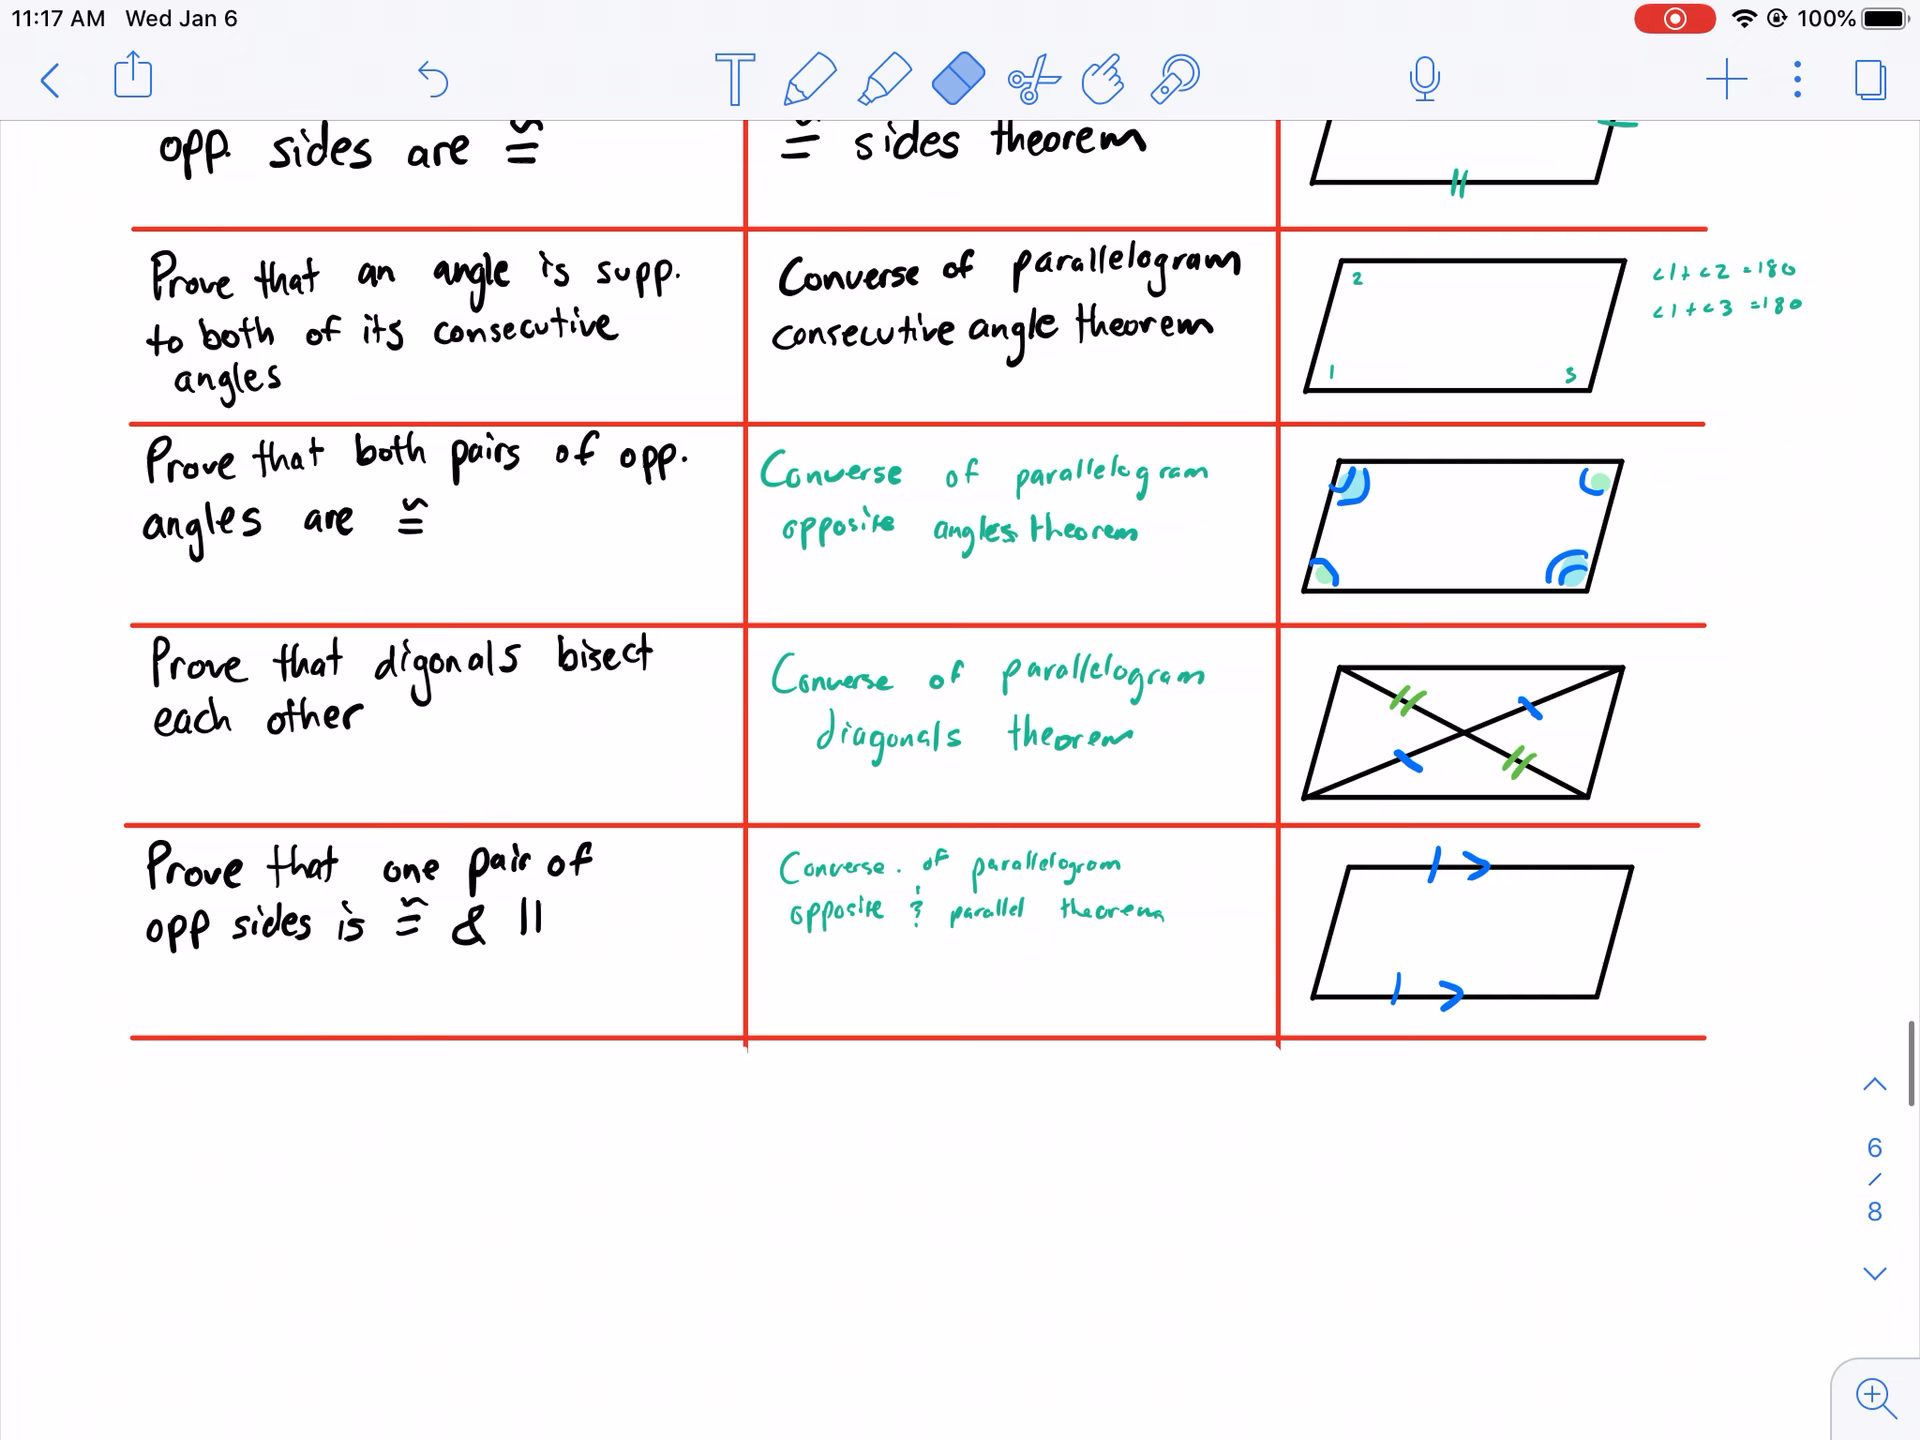 11:17 AM Wed Jan 6
100%
opp. sides are ≅
≅ sides theorem
Prove that an angle is supp.
to both of its consecutive
angles
Converse of parallelogram
consecutive angle theorem
2
1
3
<1 + <2 = 180
<1 + <3 = 180
Prove that both pairs of opp.
angles are ≅
Converse of parallelogram
opposite angles theorem
Prove that digonals bisect
each other
Converse of parallelogram
diagonals theorem
Prove that one pair of
opp sides is ≅ & ||
Converse of parallelogram
opposite & parallel theorem
6
/
8